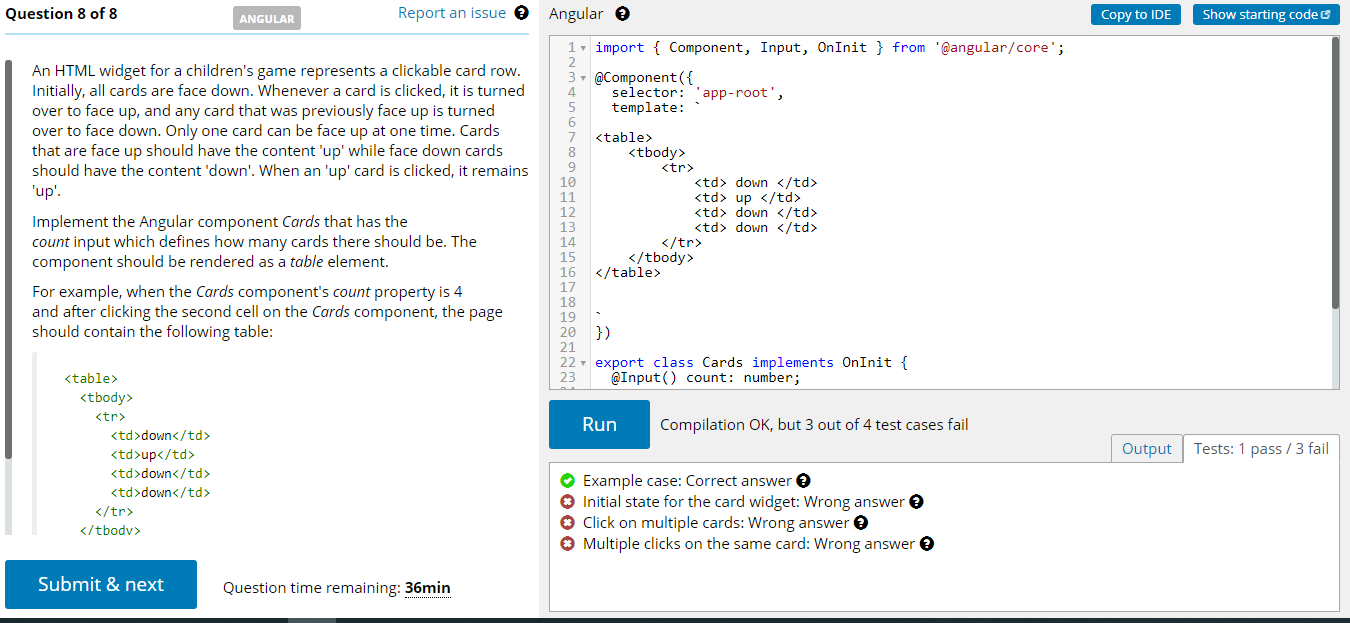 Question 8 of 8
ANGULAR
Report an issue ?
An HTML widget for a children's game represents a clickable card row.
Initially, all cards are face down. Whenever a card is clicked, it is turned
over to face up, and any card that was previously face up is turned
over to face down. Only one card can be face up at one time. Cards
that are face up should have the content 'up' while face down cards
should have the content 'down'. When an 'up' card is clicked, it remains
'up'.
Implement the Angular component Cards that has the
count input which defines how many cards there should be. The
component should be rendered as a table element.
For example, when the Cards component's count property is 4
and after clicking the second cell on the Cards component, the page
should contain the following table:
<table>
<tbody>
<tr>
<td>down</td>
<td>up</td>
<td>down</td>
<td>down</td>
</tr>
</tbody>
Submit & next
Question time remaining: 36min
Angular ?
Copy to IDE
Show starting code
1 import { Component, Input, OnInit } from '@angular/core';
2
3 @Component({
4 selector: 'app-root',
5 template: `
6
7 <table>
8 <tbody>
9 <tr>
10 <td> down </td>
11 <td> up </td>
12 <td> down </td>
13 <td> down </td>
14 </tr>
15 </tbody>
16 </table>
17
18
19 `
20 })
21
22 export class Cards implements OnInit {
23 @Input() count: number;
Run
Compilation OK, but 3 out of 4 test cases fail
Output
Tests: 1 pass / 3 fail
Example case: Correct answer ?
Initial state for the card widget: Wrong answer ?
Click on multiple cards: Wrong answer ?
Multiple clicks on the same card: Wrong answer ?